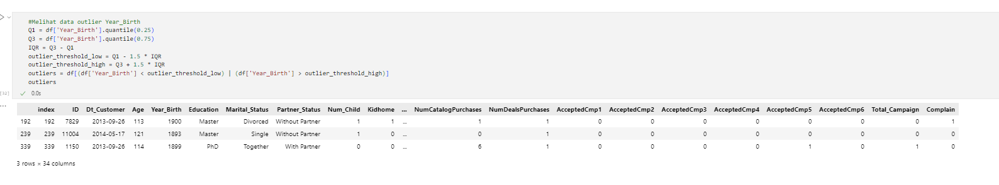 #Melihat data outlier Year_Birth
Q1 = df['Year_Birth'].quantile(0.25)
Q3 = df['Year_Birth'].quantile(0.75)
IQR = Q3 - Q1
outlier_threshold_low = Q1 - 1.5 * IQR
outlier_threshold_high = Q3 + 1.5 * IQR
outliers = df[(df['Year_Birth'] < outlier_threshold_low) | (df['Year_Birth'] > outlier_threshold_high)]
outliers
[32] ✓ 0.0s
...
index ID Dt_Customer Age Year_Birth Education Marital_Status Partner_Status Num_Child Kidhome ... NumCatalogPurchases NumDealsPurchases AcceptedCmp1 AcceptedCmp2 AcceptedCmp3 AcceptedCmp4 AcceptedCmp5 AcceptedCmp6 Total_Campaign Complain
192 192 7829 2013-09-26 113 1900 Master Divorced Without Partner 1 1 ... 1 1 0 0 0 0 0 0 0 1
239 239 11004 2014-05-17 121 1893 Master Single Without Partner 1 0 ... 0 1 0 0 0 0 0 0 0 0
339 339 1150 2013-09-26 114 1899 PhD Together With Partner 0 0 ... 6 1 0 0 0 0 1 0 1 0
3 rows × 34 columns